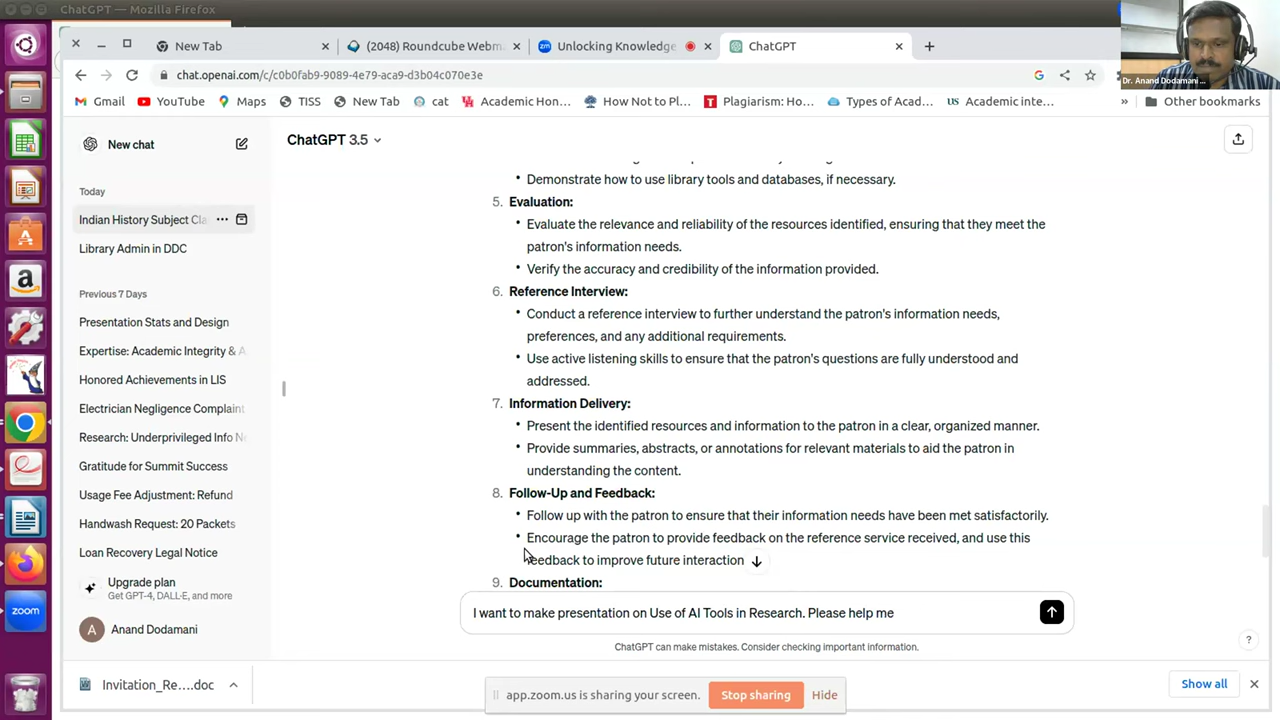 ChatGPT — Mozilla Firefox
New Tab
(2048) Roundcube Webm
Unlocking Knowledge
ChatGPT
chat.openai.com/c/c0b0fab9-9089-4e79-aca9-d3b04c070e3e
Dr. Anand Dodamani ...
Gmail
YouTube
Maps
TISS
New Tab
cat
Academic Hon...
How Not to Pl...
Plagiarism: Ho...
Types of Acad...
Academic inte...
»
Other bookmarks
New chat
ChatGPT 3.5
Today
Indian History Subject Cla
Library Admin in DDC
Previous 7 Days
Presentation Stats and Design
Expertise: Academic Integrity & A
Honored Achievements in LIS
Electrician Negligence Complaint
Research: Underprivileged Info N
Gratitude for Summit Success
Usage Fee Adjustment: Refund
Handwash Request: 20 Packets
Loan Recovery Legal Notice
Upgrade plan
Get GPT-4, DALL·E, and more
A
Anand Dodamani
• Demonstrate how to use library tools and databases, if necessary.
5. Evaluation:
• Evaluate the relevance and reliability of the resources identified, ensuring that they meet the
patron's information needs.
• Verify the accuracy and credibility of the information provided.
6. Reference Interview:
• Conduct a reference interview to further understand the patron's information needs,
preferences, and any additional requirements.
• Use active listening skills to ensure that the patron's questions are fully understood and
addressed.
7. Information Delivery:
• Present the identified resources and information to the patron in a clear, organized manner.
• Provide summaries, abstracts, or annotations for relevant materials to aid the patron in
understanding the content.
8. Follow-Up and Feedback:
• Follow up with the patron to ensure that their information needs have been met satisfactorily.
• Encourage the patron to provide feedback on the reference service received, and use this
feedback to improve future interaction
9. Documentation:
I want to make presentation on Use of AI Tools in Research. Please help me
ChatGPT can make mistakes. Consider checking important information.
?
Invitation_Re....doc
app.zoom.us is sharing your screen.
Stop sharing
Hide
Show all
zoom